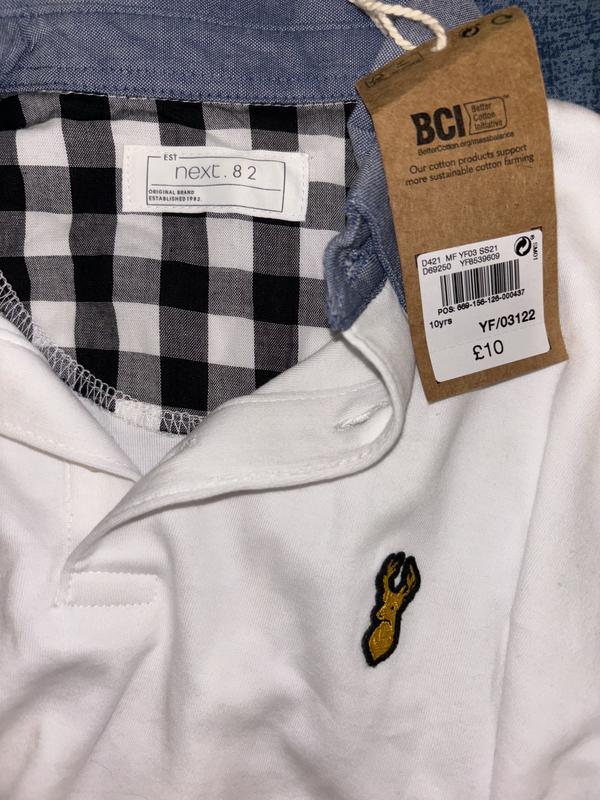 EST
next.82
ORIGINAL BRAND
ESTABLISHED 1982.
BCI
Better
Cotton
Initiative
BetterCotton.org/massbalance
Our cotton products support
more sustainable cotton farming
D421 MF YF03 SS21
D69250 YF8539609
POS: 669-156-126-000437
10yrs YF/03122
£10